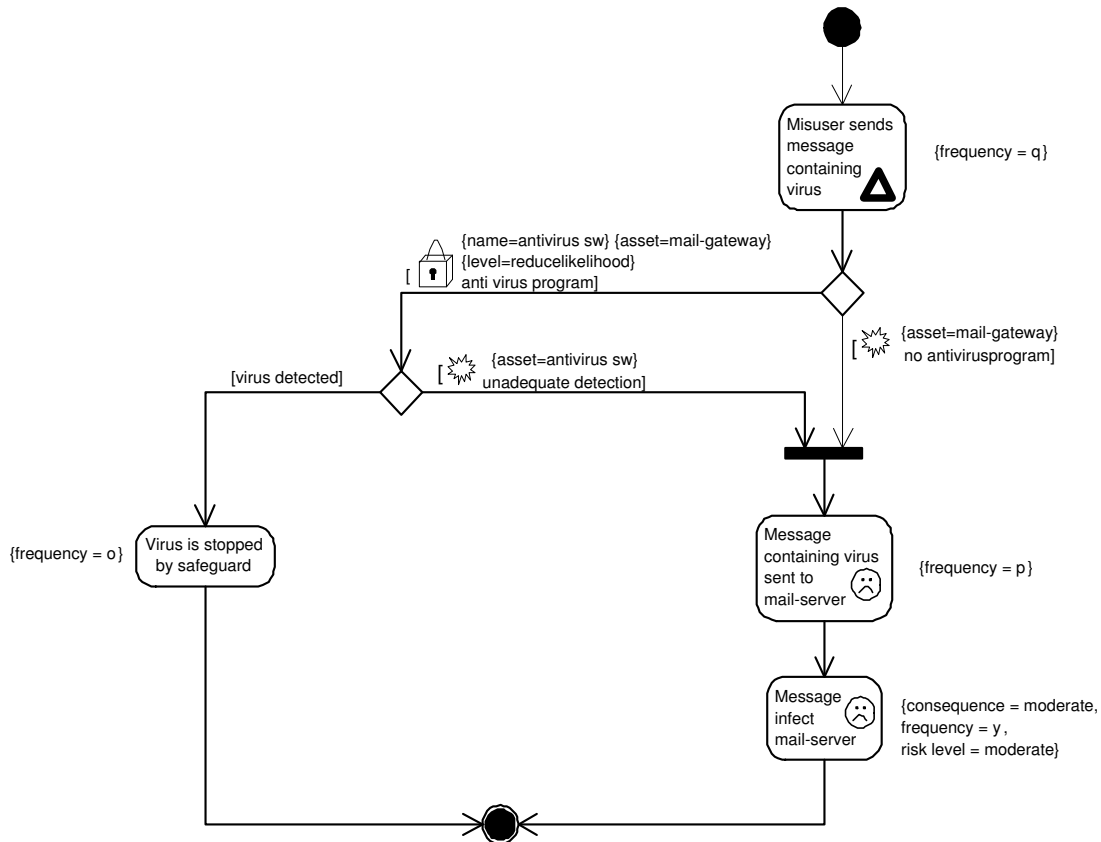 Misuser sends
message
containing
virus
{frequency = q}
{name=antivirus sw} {asset=mail-gateway}
{level=reducelikelihood}
[ anti virus program]
[ {asset=mail-gateway}
no antivirusprogram]
[virus detected]
[ {asset=antivirus sw}
unadequate detection]
{frequency = o}
Virus is stopped
by safeguard
Message
containing virus
sent to
mail-server
{frequency = p}
Message
infect
mail-server
{consequence = moderate,
frequency = y ,
risk level = moderate}